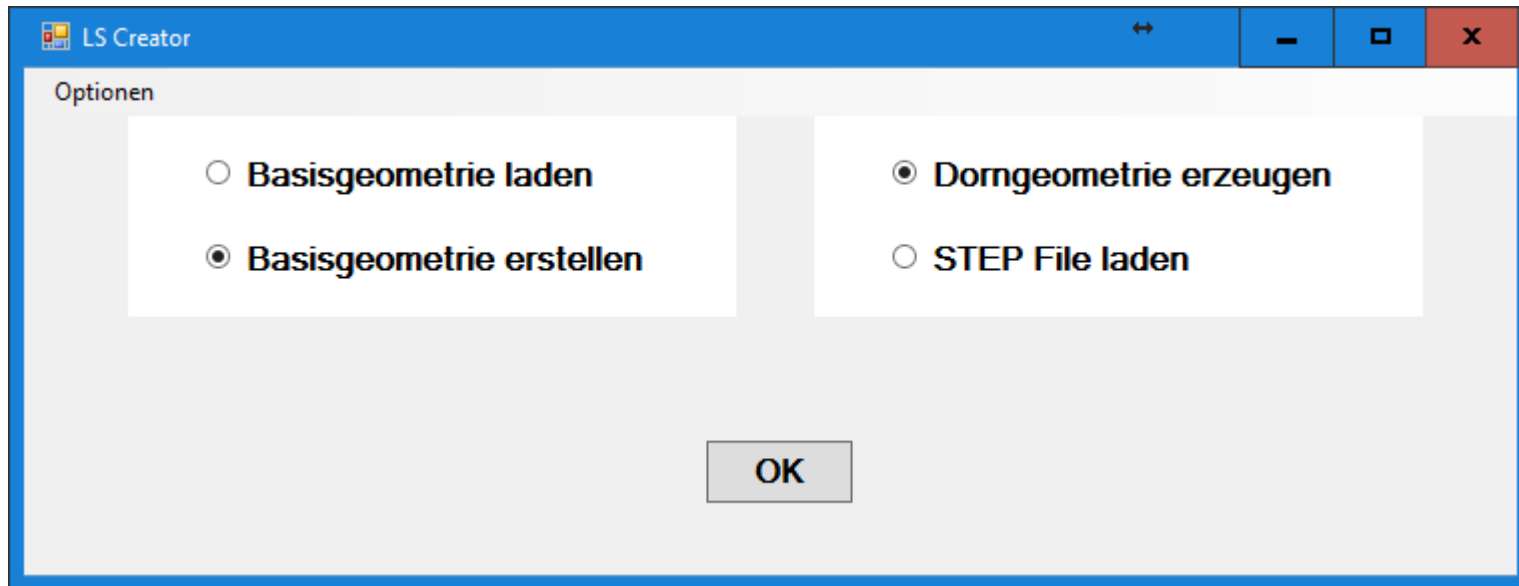 LS Creator
Optionen
Basisgeometrie laden
Basisgeometrie erstellen
Dorngeometrie erzeugen
STEP File laden
OK